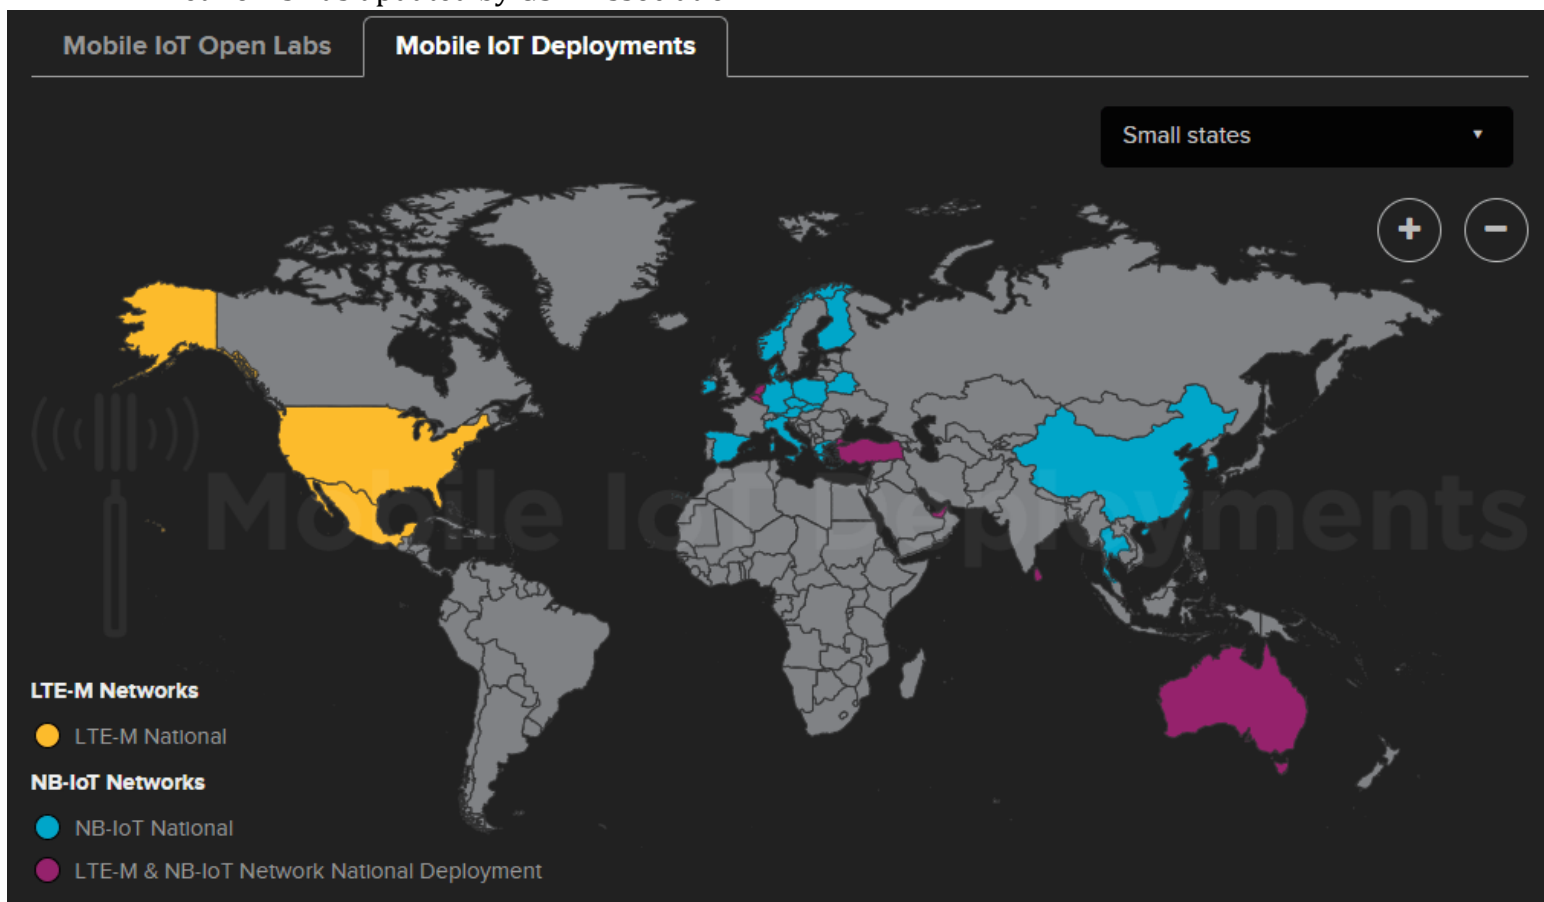 Mobile IoT Open Labs
Mobile IoT Deployments
Small states
Mobile IoT Deployments
LTE-M Networks
LTE-M National
NB-IoT Networks
NB-IoT National
LTE-M & NB-IoT Network National Deployment